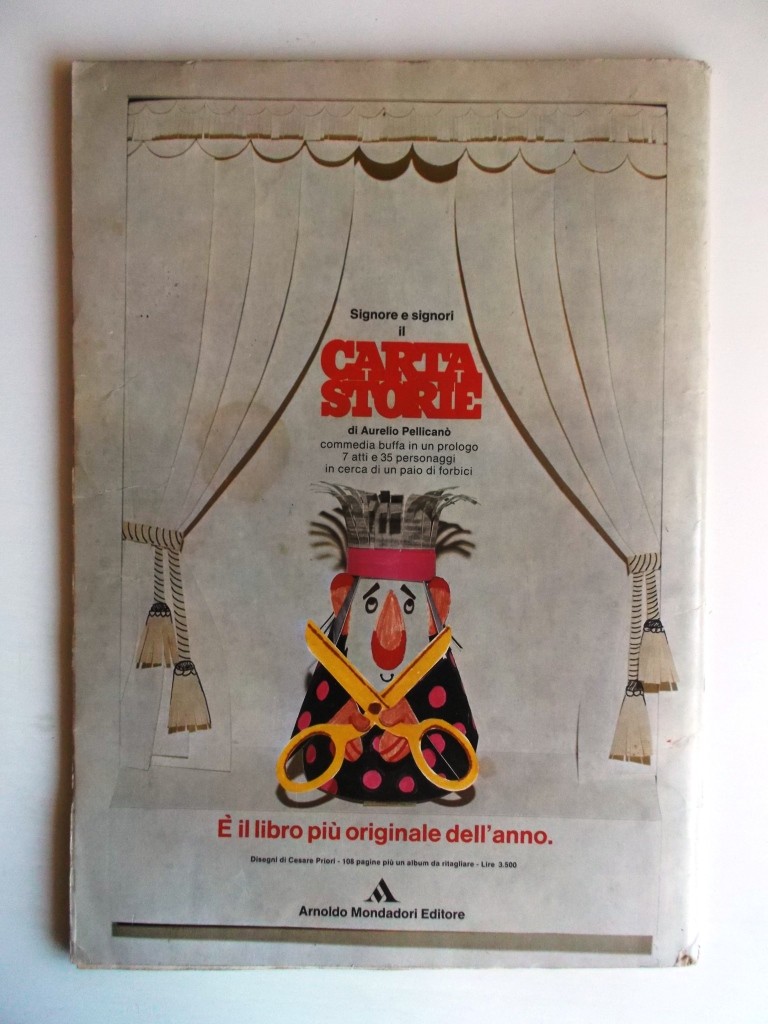 Signore e signori
il
CARTA
STORIE
di Aurelio Pellicanò
commedia buffa in un prologo
7 atti e 35 personaggi
in cerca di un paio di forbici
È il libro più originale dell'anno.
Disegni di Cesare Priori - 108 pagine più un album da ritagliare - Lire 3.500
Arnoldo Mondadori Editore